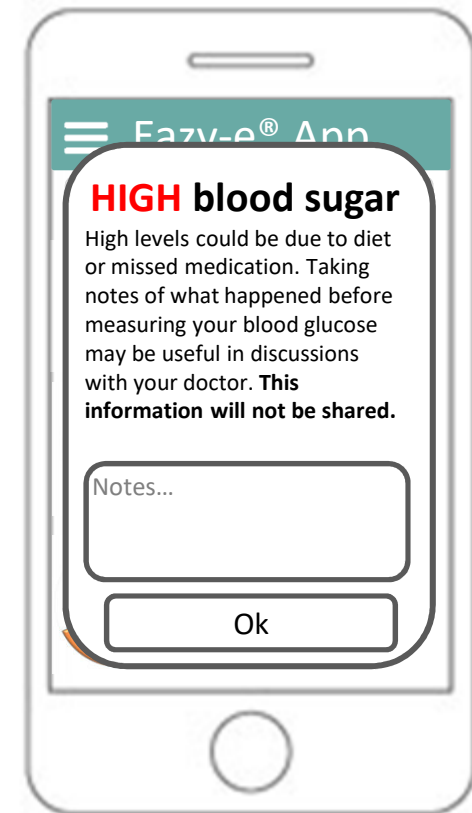 Eazy-e® App
HIGH blood sugar
High levels could be due to diet
or missed medication. Taking
notes of what happened before
measuring your blood glucose
may be useful in discussions
with your doctor. This
information will not be shared.
Notes...
Ok